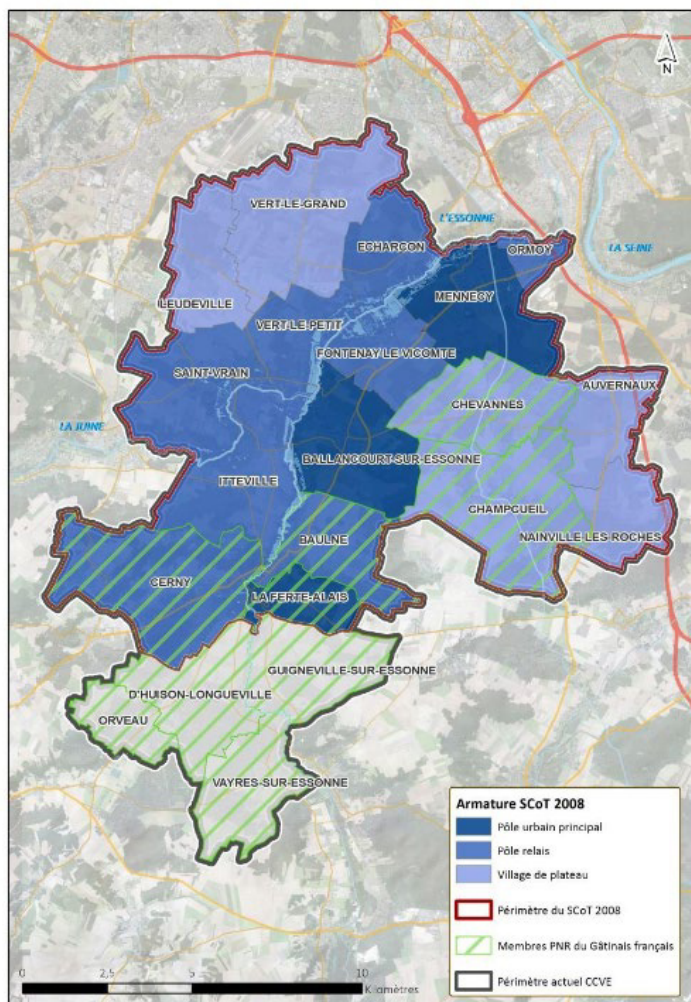 N
VERT-LE-GRAND
L'ESSONNE
ECHARCON
ORMOY
LA SEINE
MENNECY
LEUDEVILLE
VERT-LE-PETIT
FONTENAY-LE-VICOMTE
SAINT-VRAIN
AUVERNAUX
CHEVANNES
LA JUINE
BALLANCOURT-SUR-ESSONNE
ITTEVILLE
CHAMPCUEIL
NAINVILLE-LES-ROCHES
BAULNE
CERNY
LA FERTE-ALAIS
GUIGNEVILLE-SUR-ESSONNE
D'HUISON-LONGUEVILLE
ORVEAU
VAYRES-SUR-ESSONNE
Armature SCoT 2008
Pôle urbain principal
Pôle relais
Village de plateau
Périmètre du SCoT 2008
Membres PNR du Gâtinais français
Périmètre actuel CCVE
0 2,5 5 10
Kilomètres